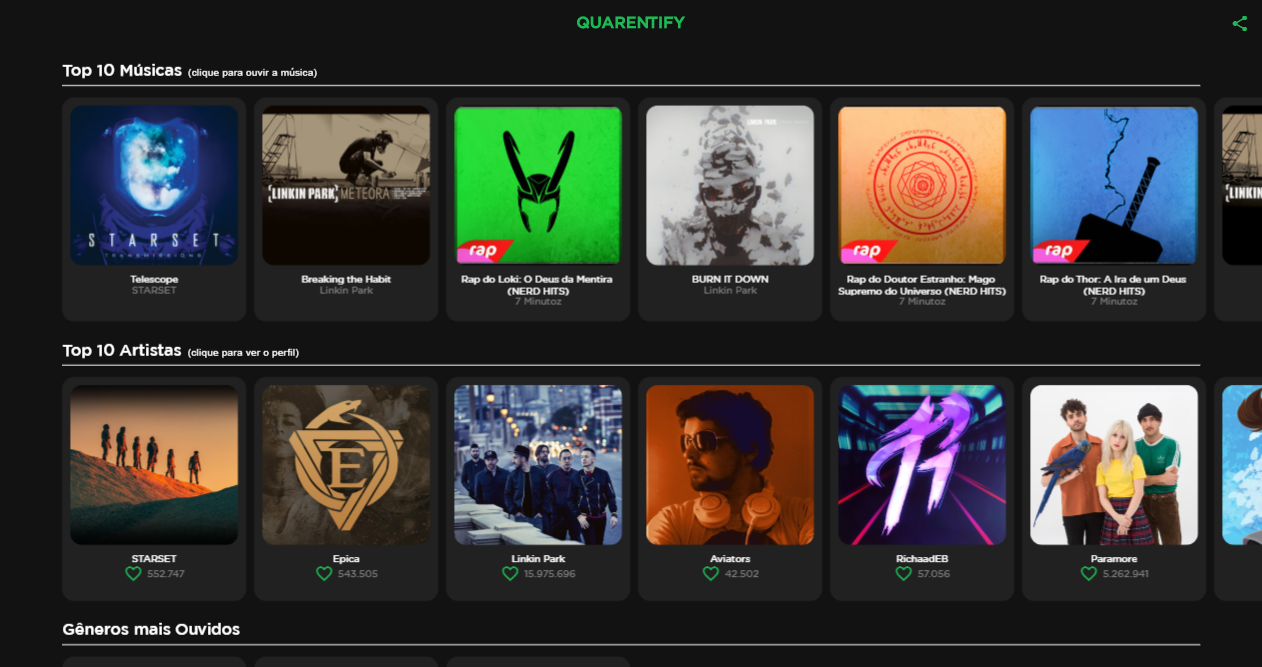 QUARENTIFY
Top 10 Músicas (clique para ouvir a música)
STARSET
TRANSMISSIONS
[LINKIN PARK] METEORA
rap
LINKIN PARK
rap
rap
[LINKIN
Telescope
STARSET
Breaking the Habit
Linkin Park
Rap do Loki: O Deus da Mentira
(NERD HITS)
7 Minutoz
BURN IT DOWN
Linkin Park
Rap do Doutor Estranho: Mago
Supremo do Universo (NERD HITS)
7 Minutoz
Rap do Thor: A Ira de um Deus
(NERD HITS)
7 Minutoz
Top 10 Artistas (clique para ver o perfil)
E
STARSET
552.747
Epica
543.505
Linkin Park
15.975.696
Aviators
42.502
RichaadEB
57.056
Paramore
5.262.941
Gêneros mais Ouvidos